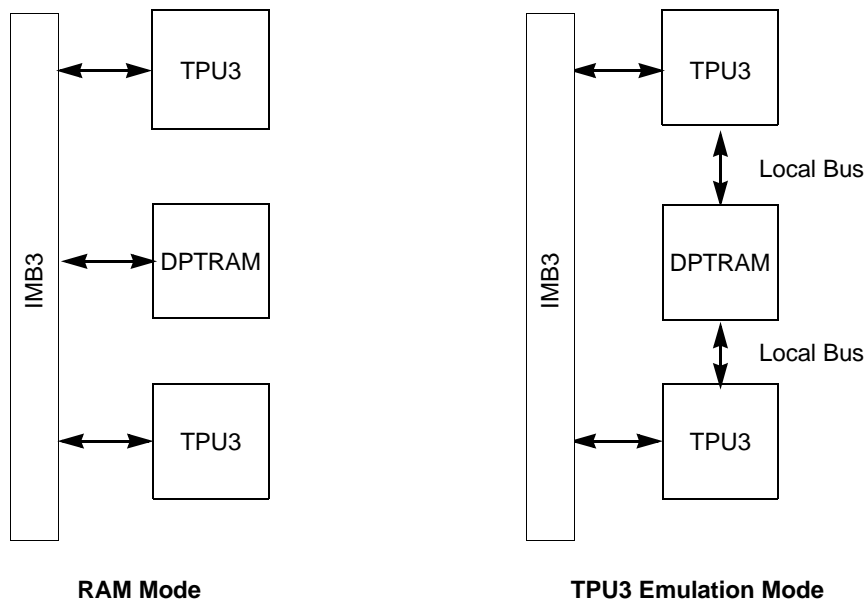 TPU3
DPTRAM
TPU3
IMB3
RAM Mode
TPU3
Local Bus
DPTRAM
Local Bus
TPU3
IMB3
TPU3 Emulation Mode